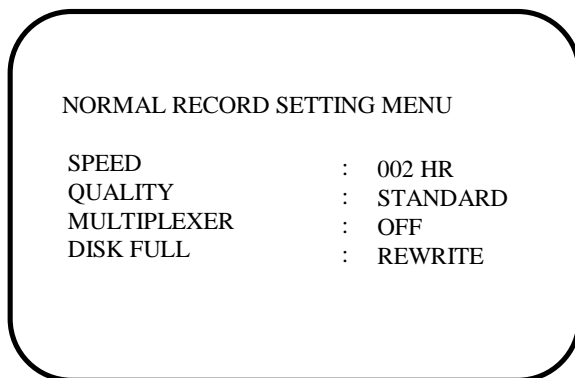 NORMAL RECORD SETTING MENU
SPEED : 002 HR
QUALITY : STANDARD
MULTIPLEXER : OFF
DISK FULL : REWRITE